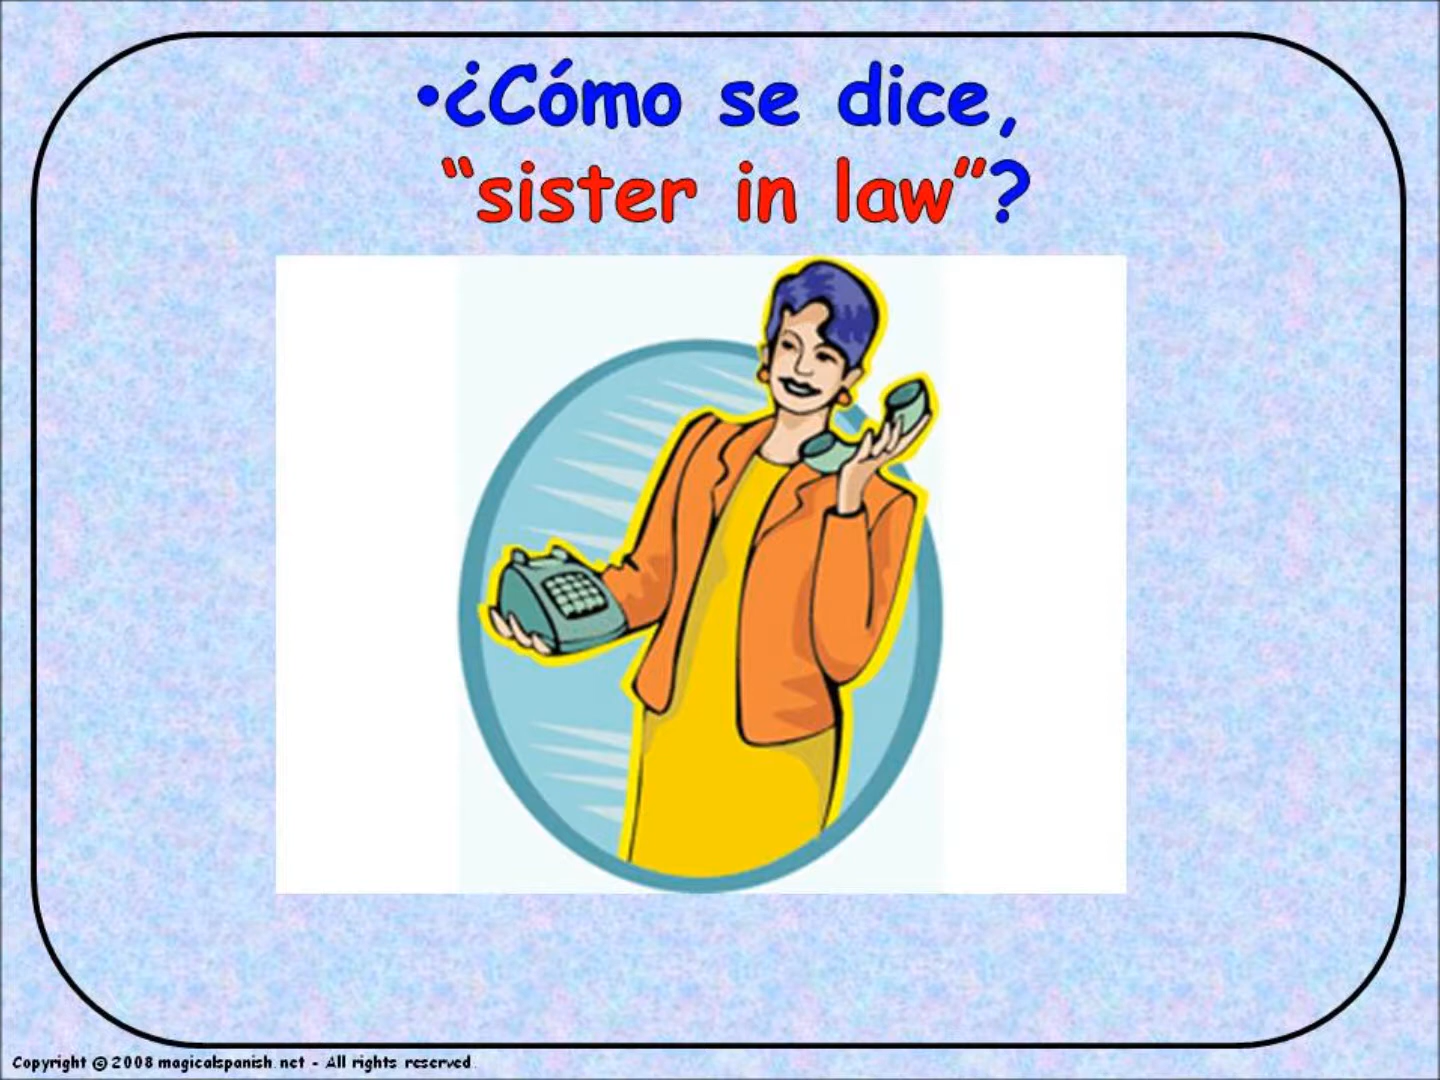 •¿Cómo se dice,
“sister in law”?
Copyright © 2008 magicalspanish.net - All rights reserved.